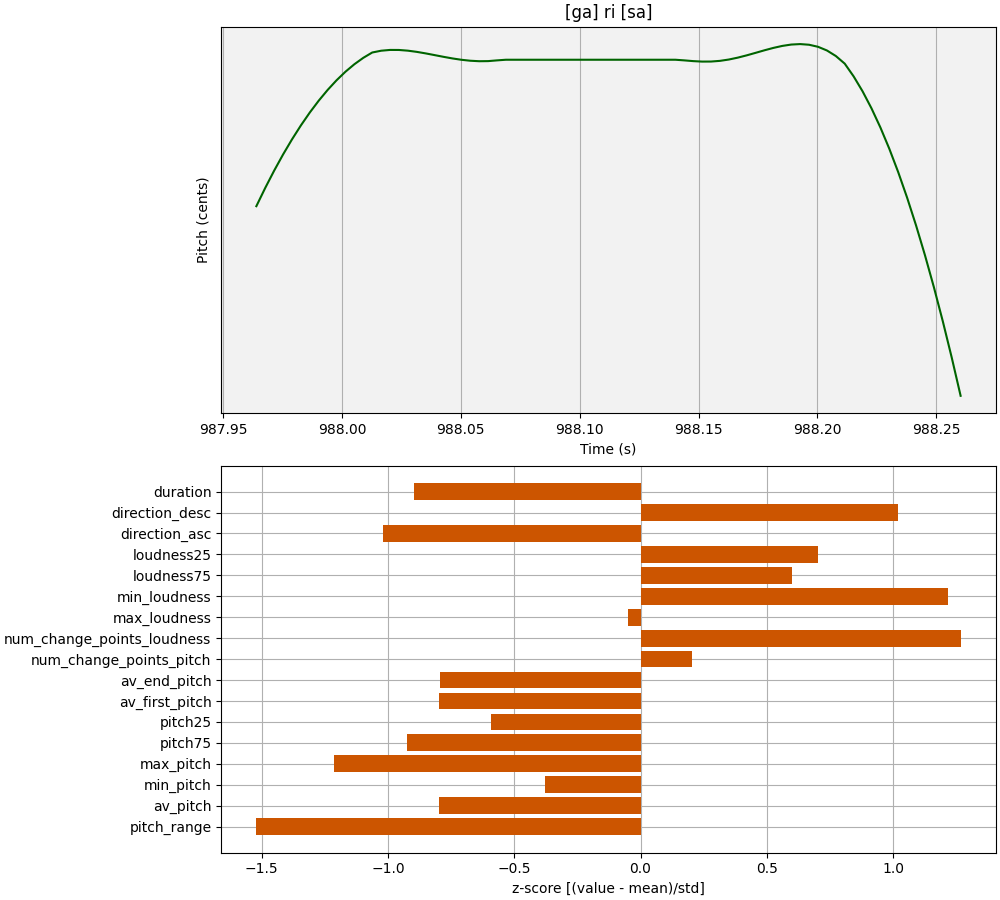 [ga] ri [sa]
Pitch (cents)
987.95 988.00 988.05 988.10 988.15 988.20 988.25
Time (s)
duration
direction_desc
direction_asc
loudness25
loudness75
min_loudness
max_loudness
num_change_points_loudness
num_change_points_pitch
av_end_pitch
av_first_pitch
pitch25
pitch75
max_pitch
min_pitch
av_pitch
pitch_range
−1.5 −1.0 −0.5 0.0 0.5 1.0
z-score [(value - mean)/std]